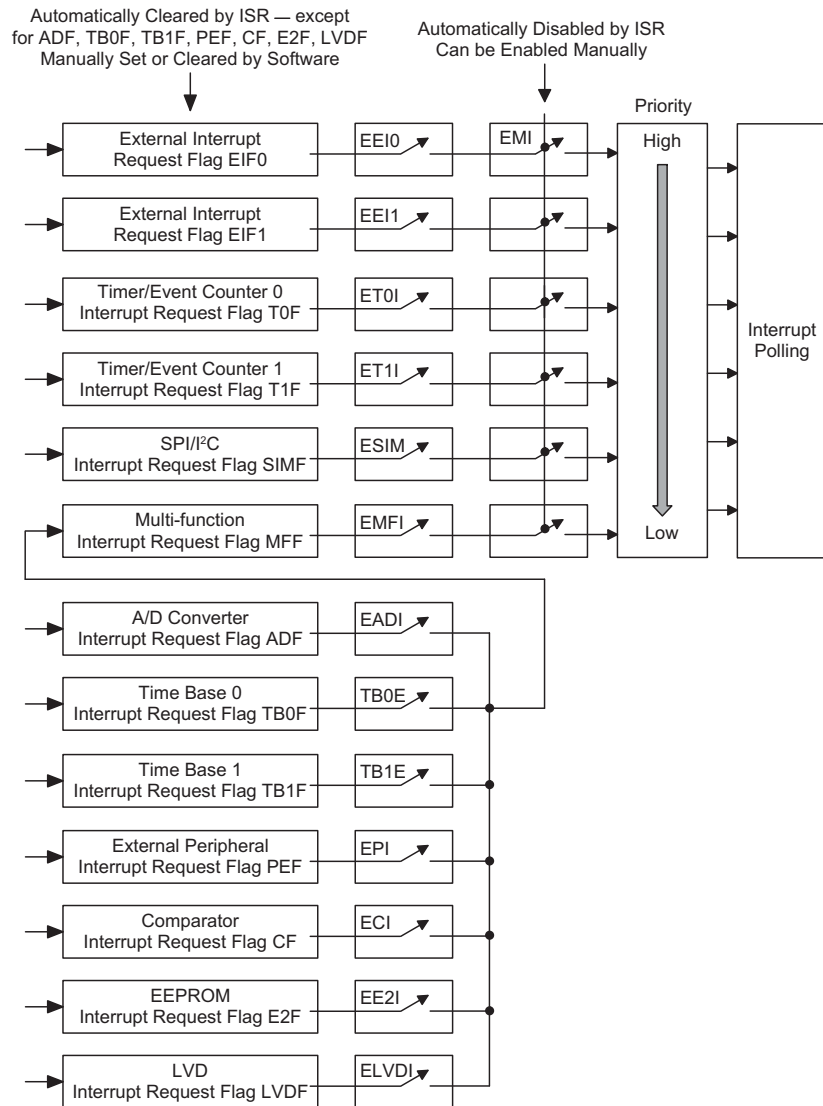 Automatically Cleared by ISR — except
for ADF, TB0F, TB1F, PEF, CF, E2F, LVDF
Manually Set or Cleared by Software
Automatically Disabled by ISR
Can be Enabled Manually
Priority
External Interrupt
Request Flag EIF0
EEI0
EMI
High
External Interrupt
Request Flag EIF1
EEI1
Timer/Event Counter 0
Interrupt Request Flag T0F
ET0I
Interrupt
Polling
Timer/Event Counter 1
Interrupt Request Flag T1F
ET1I
SPI/I²C
Interrupt Request Flag SIMF
ESIM
Multi-function
Interrupt Request Flag MFF
EMFI
Low
A/D Converter
Interrupt Request Flag ADF
EADI
Time Base 0
Interrupt Request Flag TB0F
TB0E
Time Base 1
Interrupt Request Flag TB1F
TB1E
External Peripheral
Interrupt Request Flag PEF
EPI
Comparator
Interrupt Request Flag CF
ECI
EEPROM
Interrupt Request Flag E2F
EE2I
LVD
Interrupt Request Flag LVDF
ELVDI